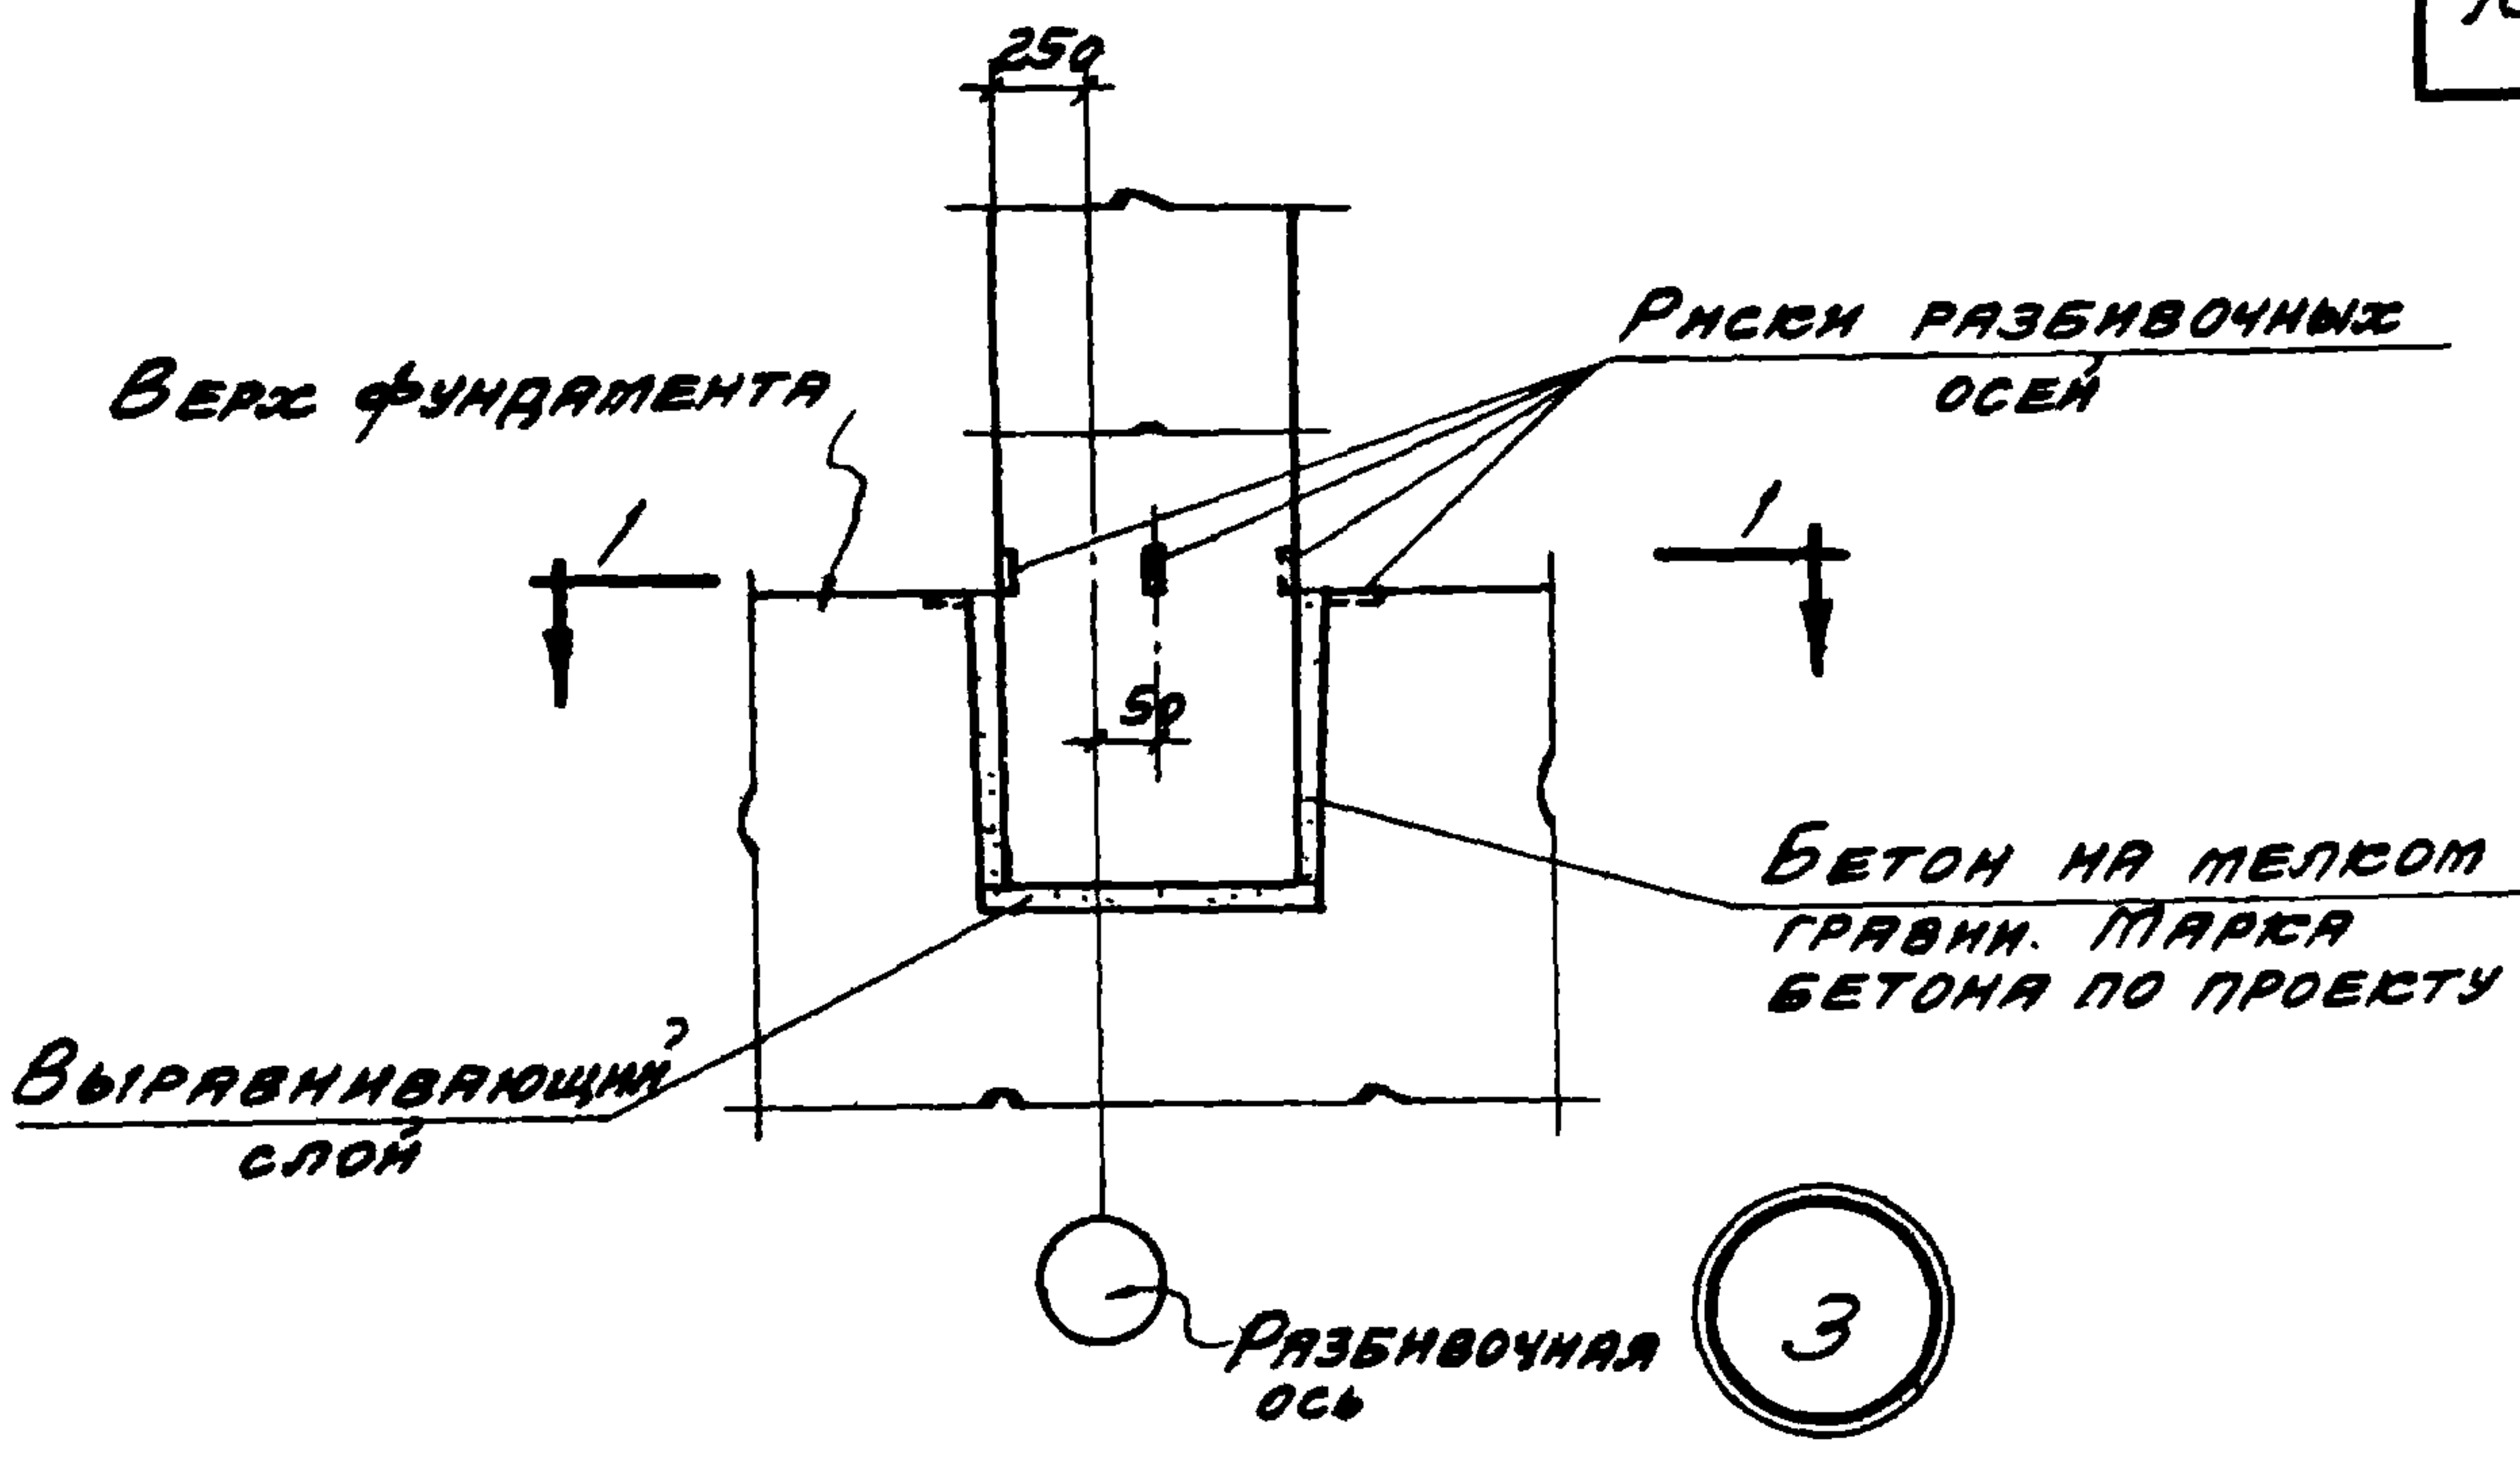 250
Риски разбивочных
осей
Верх фундамента
1
1
50
Бетон на мелком
гравии. Марка
бетона по проекту
Выравнивающий
слой
Разбивочная
ось
3